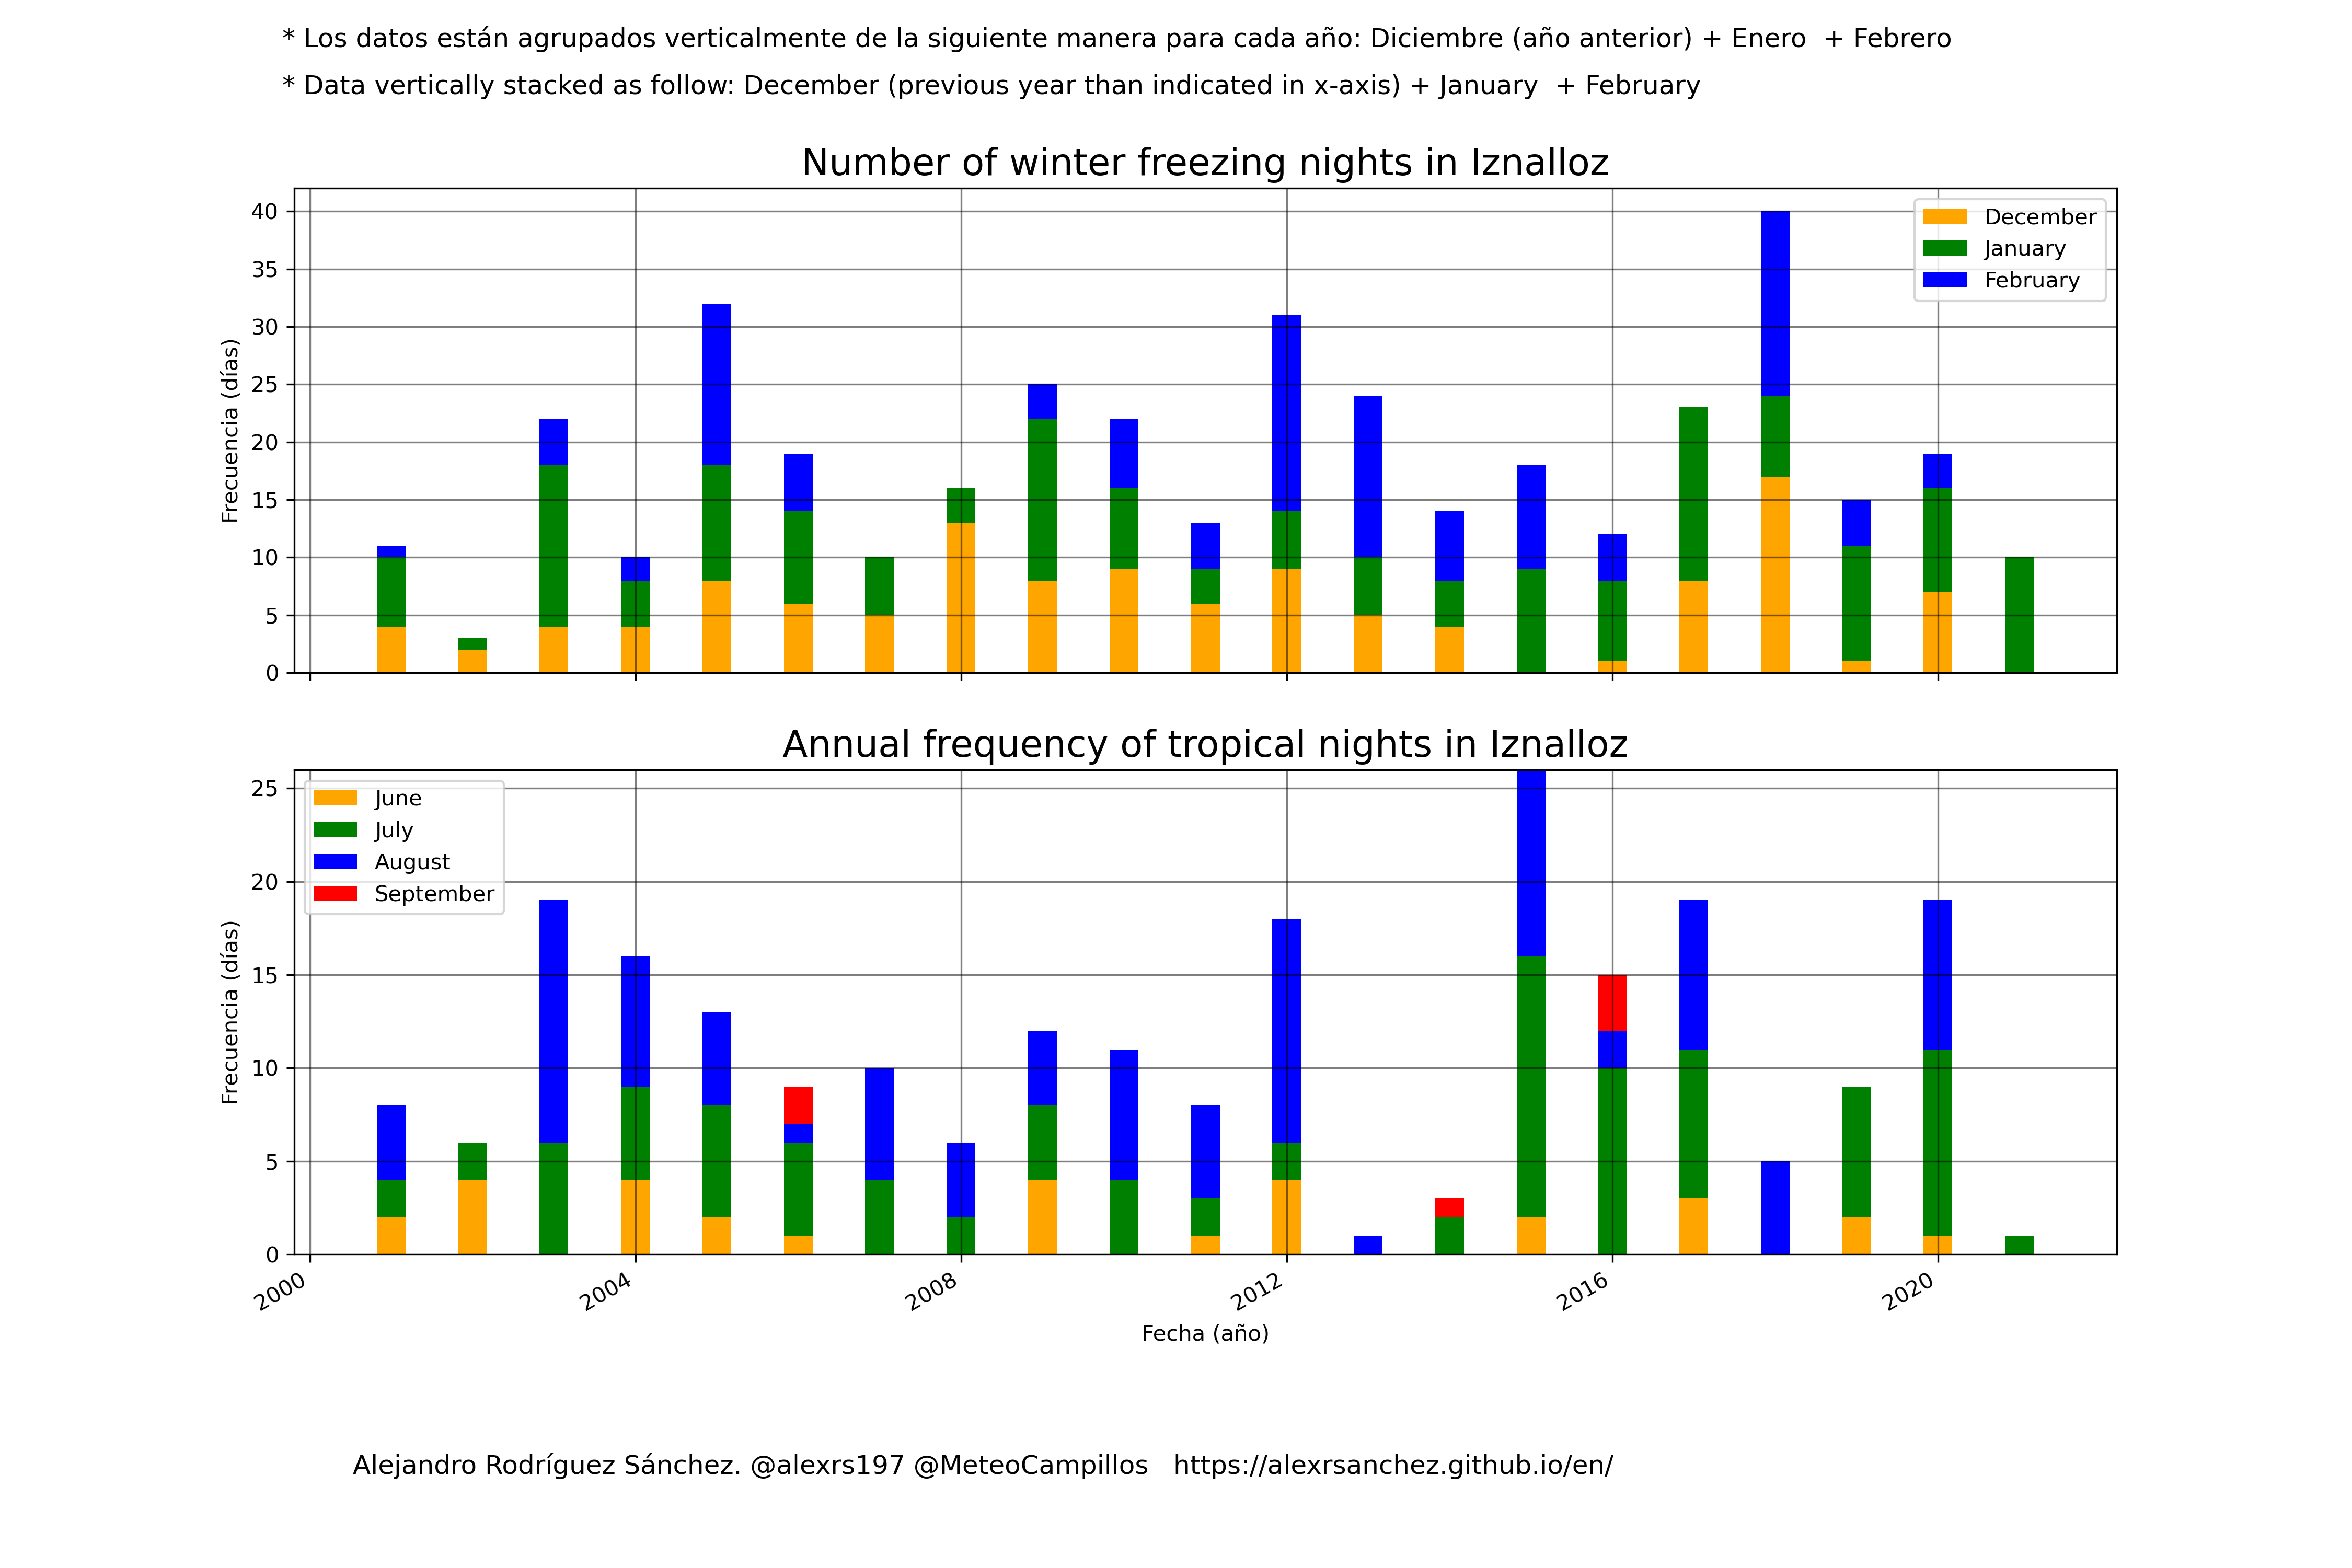 * Los datos están agrupados verticalmente de la siguiente manera para cada año: Diciembre (año anterior) + Enero  + Febrero
* Data vertically stacked as follow: December (previous year than indicated in x-axis) + January  + February
Number of winter freezing nights in Iznalloz
40
35
30
25
20
15
10
5
0
Frecuencia (días)
December
January
February
Annual frequency of tropical nights in Iznalloz
25
20
15
10
5
0
Frecuencia (días)
June
July
August
September
2000
2004
2008
2012
2016
2020
Fecha (año)
Alejandro Rodríguez Sánchez. @alexrs197 @MeteoCampillos   https://alexrsanchez.github.io/en/